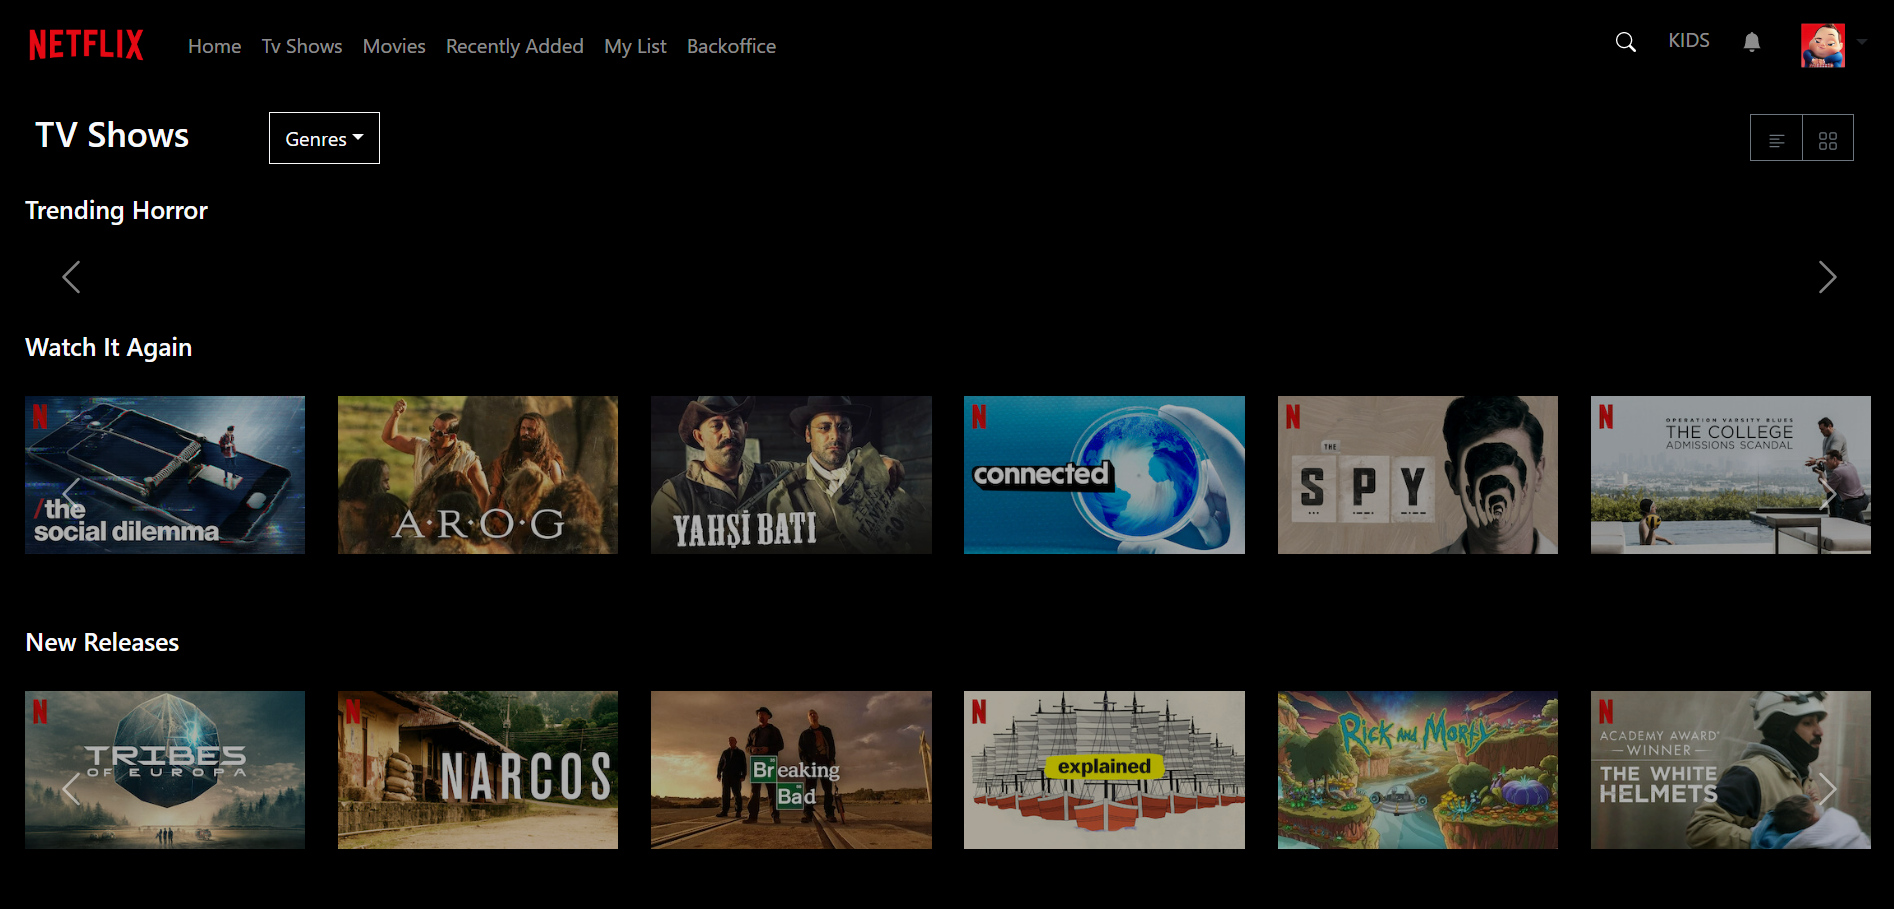 NETFLIX Home Tv Shows Movies Recently Added My List Backoffice KIDS
TV Shows Genres
Trending Horror
Watch It Again
N
/the
social dilemma
A·R·O·G
YAHŞİ BATI
N
connected
N
THE
SPY
N
OPERATION VARSITY BLUES
THE COLLEGE
ADMISSIONS SCANDAL
New Releases
N
TRIBES
OF EUROPA
N
NARCOS
Breaking
Bad
N
explained
Rick and Morty
N
ACADEMY AWARD®
WINNER
THE WHITE
HELMETS